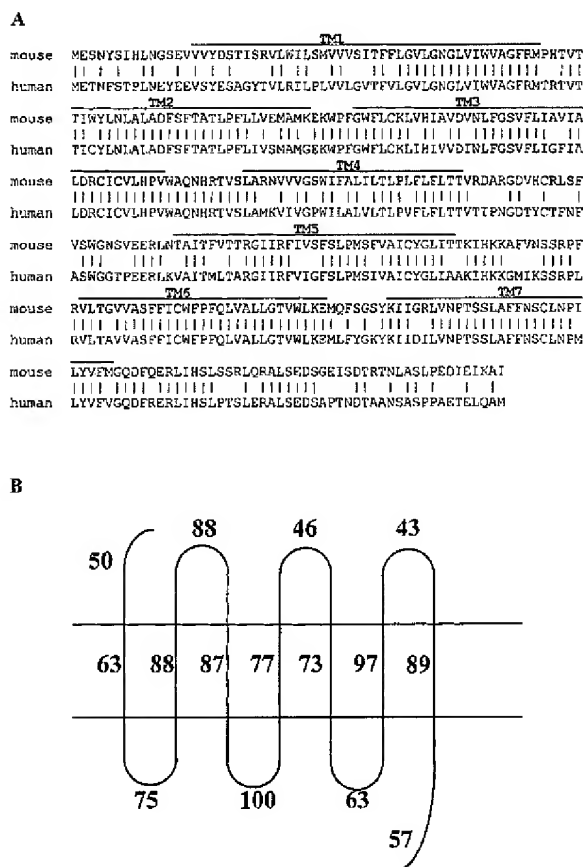 A
TM1
mouse MESNYSIHLNGSEVVVYDSTISRVLWILSMVVVSITFFLGVLGNGLVIWVAGFRMPHTVT
human METNFSTPLNEYEEVSYESAGYTVLRILPLVVLGVTFVLGVLGNGLVIWVAGFRMTRTVT
TM2 TM3
mouse TIWYLNLALADFSFTATLPFLLVEMAMKEKWPFGWFLCKLVHIAVDVNLFGSVFLIAVIA
human TICYLNLALADFSFTATLPFLIVSMAMGEKWPFGWFLCKLIHIVVDINLFGSVFLIGFIA
TM4
mouse LDRCICVLHPVWAQNHRTVSLARNVVVGSWIFALILTLPLFLFLTTVRDARGDVHCRLSF
human LDRCICVLHPVWAQNHRTVSLAMKVIVGPWILALVLTLPVFLFLTTVTIPNGDTYCTFNF
TM5
mouse VSWGNSVEERLNTAITFVTTRGIIRFIVSFSLPMSFVAICYGLITTKIHKKAFVNSSRPF
human ASWGGTPEERLKVAITMLTARGIIRFVIGFSLPMSIVAICYGLIAAKIHKKGMIKSSRPL
TM6 TM7
mouse RVLTGVVASFFICWFPFQLVALLGTVWLKEMQFSGSYKIIGRLVNPTSSLAFFNSCLNPI
human RVLTAVVASFFICWFPFQLVALLGTVWLKEMLFYGKYKIIDILVNPTSSLAFFNSCLNPM
mouse LYVFMGQDFQERLIHSLSSRLQRALSEDSGEISDTRTNLASLPEDIEIKAI
human LYVFVGQDFRERLIHSLPTSLERALSEDSAPTNDTAANSASPPAETELQAM
B
50 88 46 43
63 88 87 77 73 97 89
75 100 63
57